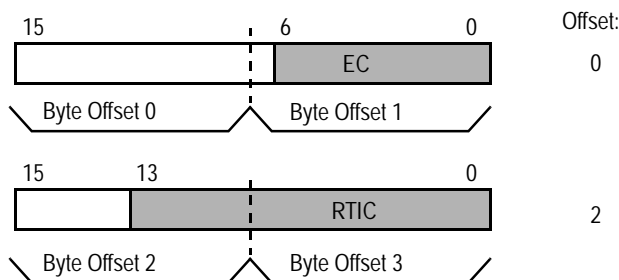 15 6 0 Offset:
EC 0
Byte Offset 0 Byte Offset 1
15 13 0
RTIC 2
Byte Offset 2 Byte Offset 3